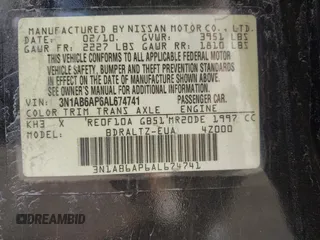 MANUFACTURED BY NISSAN MOTOR CO., LTD.
DATE 02/10 GVWR: 3951 LBS
GAWR FR: 2227 LBS GAWR RR: 1810 LBS
THIS VEHICLE CONFORMS TO ALL APPLICABLE FEDERAL MOTOR
VEHICLE SAFETY, BUMPER AND THEFT PREVENTION STANDARDS
IN EFFECT ON THE DATE OF MANUFACTURE SHOWN ABOVE.
SEE OWNER'S MANUAL FOR ADDITIONAL INFORMATION
VIN: 3N1AB6AP6AL674741 PASSENGER CAR.
COLOR TRIM TRANS AXLE ENGINE
KH3 X RE0F10A GB51 MR20DE 1997 CC
BDRALTZ-EUA 4Z000
3N1AB6AP6AL674741
DREAMBID